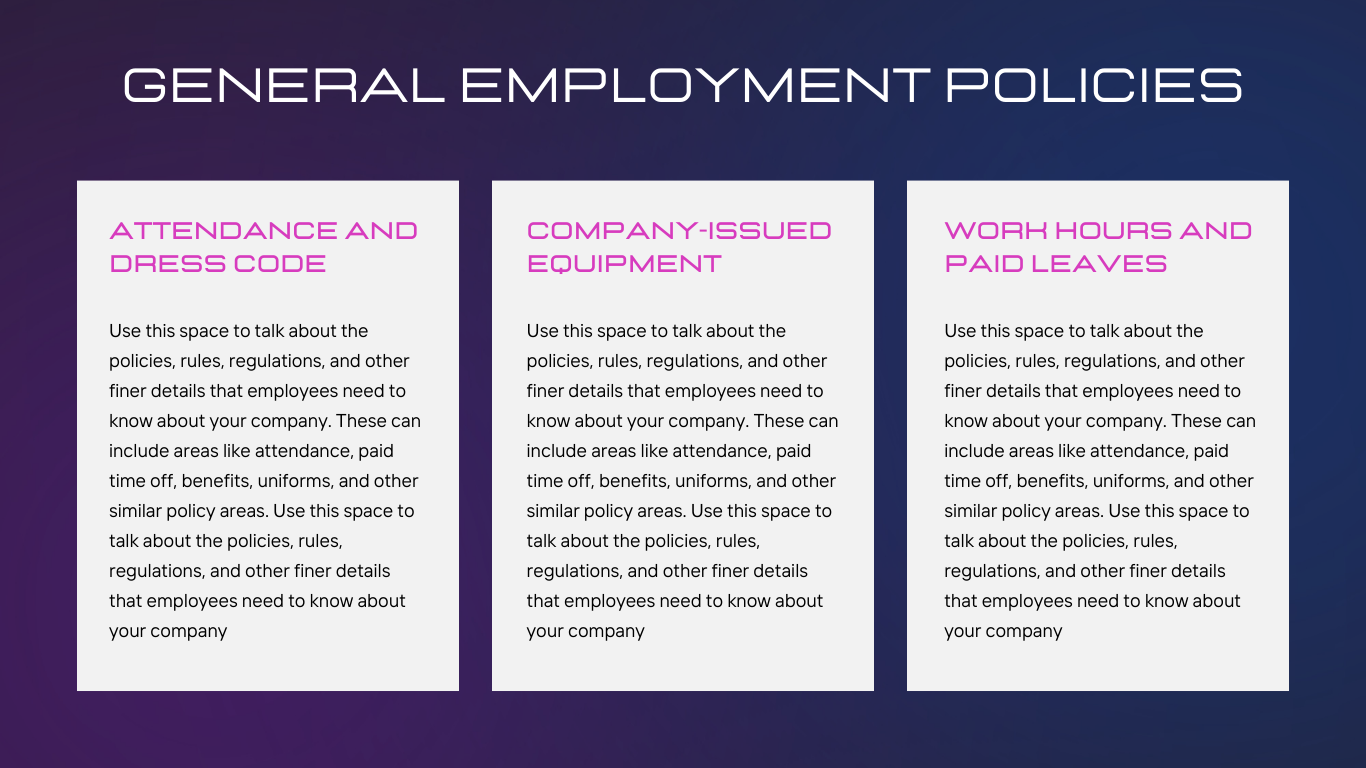 GENERAL EMPLOYMENT POLICIES
ATTENDANCE AND
DRESS CODE
Use this space to talk about the
policies, rules, regulations, and other
finer details that employees need to
know about your company. These can
include areas like attendance, paid
time off, benefits, uniforms, and other
similar policy areas. Use this space to
talk about the policies, rules,
regulations, and other finer details
that employees need to know about
your company
COMPANY-ISSUED
EQUIPMENT
Use this space to talk about the
policies, rules, regulations, and other
finer details that employees need to
know about your company. These can
include areas like attendance, paid
time off, benefits, uniforms, and other
similar policy areas. Use this space to
talk about the policies, rules,
regulations, and other finer details
that employees need to know about
your company
WORK HOURS AND
PAID LEAVES
Use this space to talk about the
policies, rules, regulations, and other
finer details that employees need to
know about your company. These can
include areas like attendance, paid
time off, benefits, uniforms, and other
similar policy areas. Use this space to
talk about the policies, rules,
regulations, and other finer details
that employees need to know about
your company